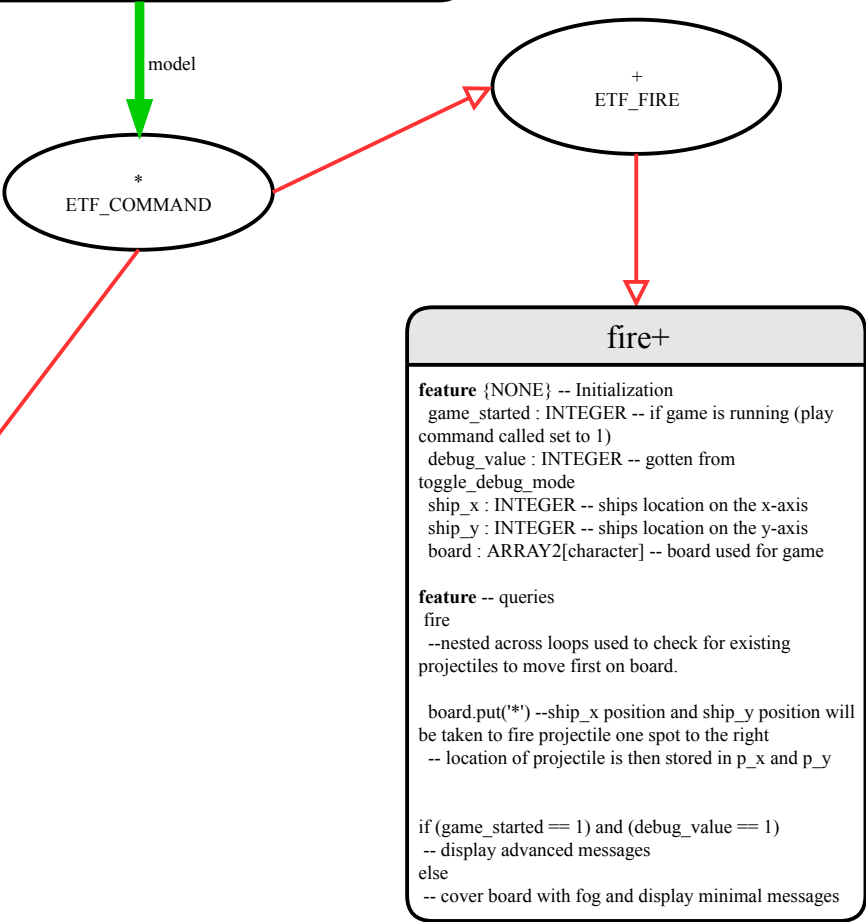 model
+
ETF_FIRE
*
ETF_COMMAND
fire+
feature {NONE} -- Initialization
game_started : INTEGER -- if game is running (play
command called set to 1)
debug_value : INTEGER -- gotten from
toggle_debug_mode
ship_x : INTEGER -- ships location on the x-axis
ship_y : INTEGER -- ships location on the y-axis
board : ARRAY2[character] -- board used for game
feature -- queries
fire
--nested across loops used to check for existing
projectiles to move first on board.
board.put('*') --ship_x position and ship_y position will
be taken to fire projectile one spot to the right
-- location of projectile is then stored in p_x and p_y
if (game_started == 1) and (debug_value == 1)
-- display advanced messages
else
-- cover board with fog and display minimal messages